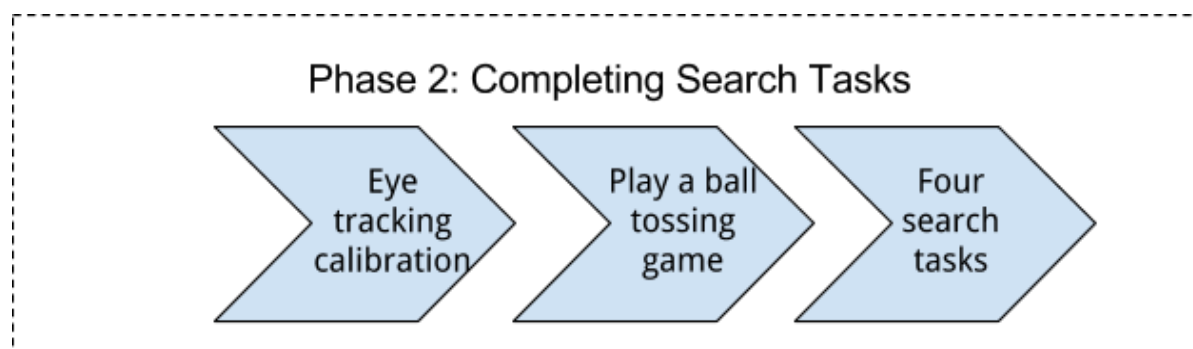 Phase 2: Completing Search Tasks
Eye
tracking
calibration
Play a ball
tossing
game
Four
search
tasks